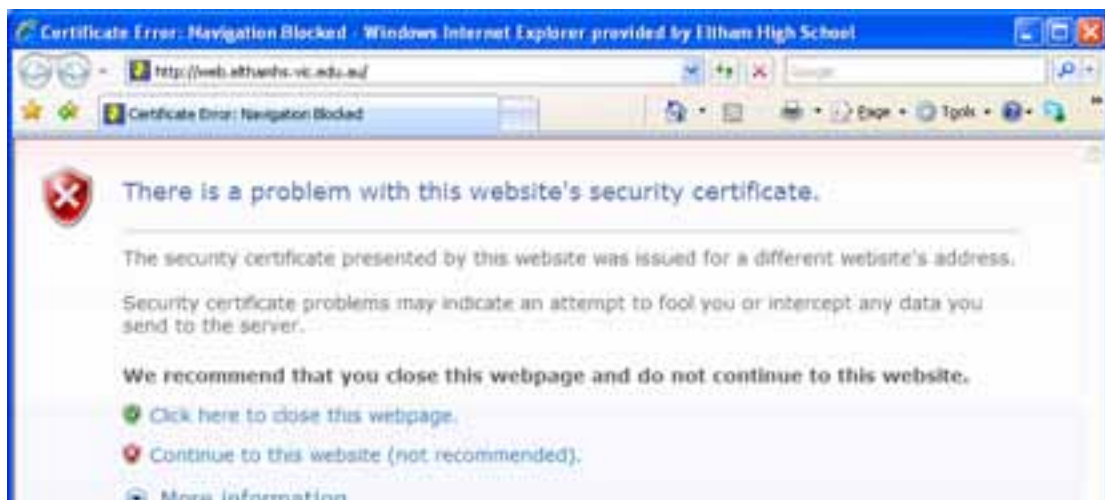 Certificate Error: Navigation Blocked - Windows Internet Explorer provided by Eltham High School
http://web.elthamhs.vic.edu.au/
Google
Certificate Error: Navigation Blocked
Page
Tools
There is a problem with this website's security certificate.
The security certificate presented by this website was issued for a different website's address.
Security certificate problems may indicate an attempt to fool you or intercept any data you
send to the server.
We recommend that you close this webpage and do not continue to this website.
Click here to close this webpage.
Continue to this website (not recommended).
More information